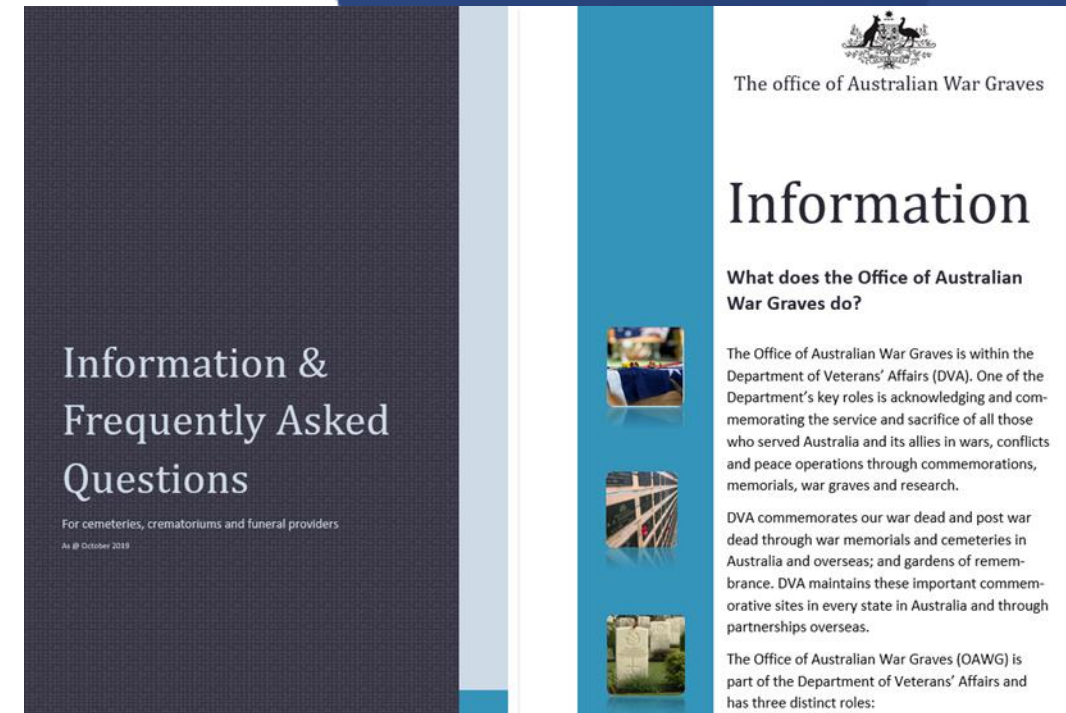 Information &
Frequently Asked
Questions
For cemeteries, crematoriums and funeral providers
As @ October 2019
The office of Australian War Graves
Information
What does the Office of Australian
War Graves do?
The Office of Australian War Graves is within the
Department of Veterans’ Affairs (DVA). One of the
Department’s key roles is acknowledging and com-
memorating the service and sacrifice of all those
who served Australia and its allies in wars, conflicts
and peace operations through commemorations,
memorials, war graves and research.
DVA commemorates our war dead and post war
dead through war memorials and cemeteries in
Australia and overseas; and gardens of remem-
brance. DVA maintains these important commem-
orative sites in every state in Australia and through
partnerships overseas.
The Office of Australian War Graves (OAWG) is
part of the Department of Veterans’ Affairs and
has three distinct roles: